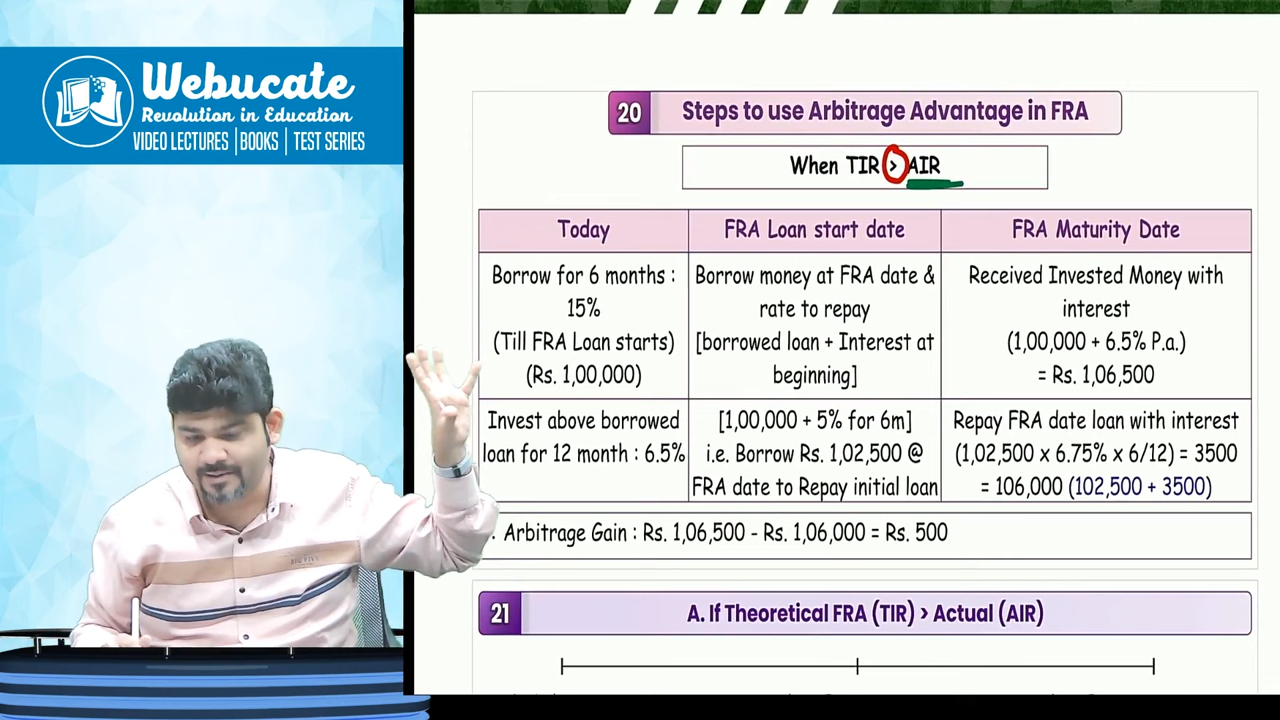 Webucate
Revolution in Education
VIDEO LECTURES | BOOKS | TEST SERIES
20 Steps to use Arbitrage Advantage in FRA
When TIR > AIR
Today
FRA Loan start date
FRA Maturity Date
Borrow for 6 months :
15%
(Till FRA Loan starts)
(Rs. 1,00,000)
Borrow money at FRA date &
rate to repay
[borrowed loan + Interest at
beginning]
Received Invested Money with
interest
(1,00,000 + 6.5% P.a.)
= Rs. 1,06,500
Invest above borrowed
loan for 12 month : 6.5%
[1,00,000 + 5% for 6m]
i.e. Borrow Rs. 1,02,500 @
FRA date to Repay initial loan
Repay FRA date loan with interest
(1,02,500 x 6.75% x 6/12) = 3500
= 106,000 (102,500 + 3500)
Arbitrage Gain : Rs. 1,06,500 - Rs. 1,06,000 = Rs. 500
21 A. If Theoretical FRA (TIR) > Actual (AIR)